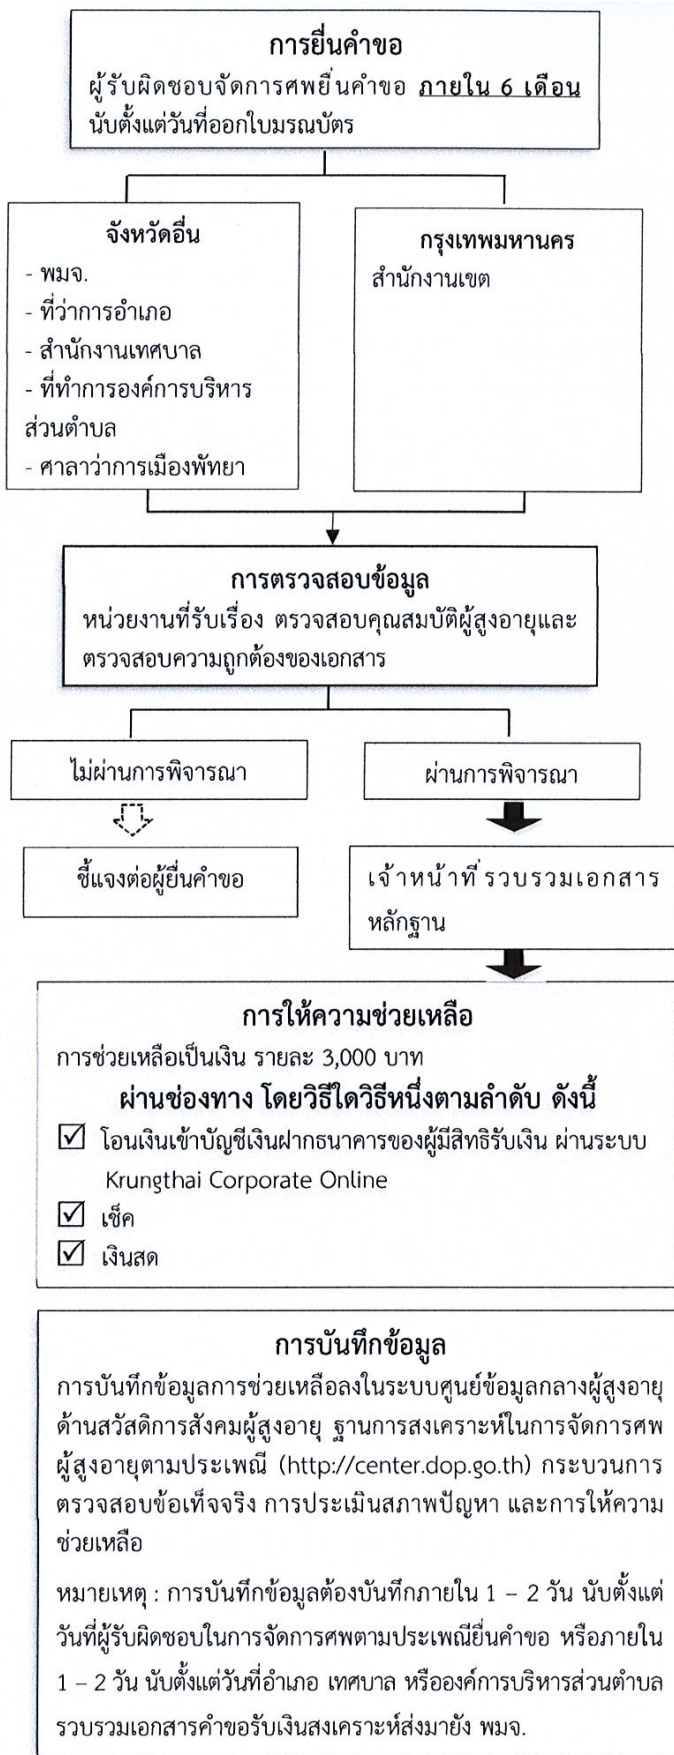 การยื่นคำขอ
ผู้รับผิดชอบจัดการศพยื่นคำขอ ภายใน 6 เดือน
นับตั้งแต่วันที่ออกใบมรณบัตร
จังหวัดอื่น
- พมจ.
- ที่ว่าการอำเภอ
- สำนักงานเทศบาล
- ที่ทำการองค์การบริหาร
ส่วนตำบล
- ศาลาว่าการเมืองพัทยา
กรุงเทพมหานคร
สำนักงานเขต
การตรวจสอบข้อมูล
หน่วยงานที่รับเรื่อง ตรวจสอบคุณสมบัติผู้สูงอายุและ
ตรวจสอบความถูกต้องของเอกสาร
ไม่ผ่านการพิจารณา
ผ่านการพิจารณา
ชี้แจงต่อผู้ยื่นคำขอ
เจ้าหน้าที่รวบรวมเอกสาร
หลักฐาน
การให้ความช่วยเหลือ
การช่วยเหลือเป็นเงิน รายละ 3,000 บาท
ผ่านช่องทาง โดยวิธีใดวิธีหนึ่งตามลำดับ ดังนี้
☑ โอนเงินเข้าบัญชีเงินฝากธนาคารของผู้มีสิทธิรับเงิน ผ่านระบบ
Krungthai Corporate Online
☑ เช็ค
☑ เงินสด
การบันทึกข้อมูล
การบันทึกข้อมูลการช่วยเหลือลงในระบบศูนย์ข้อมูลกลางผู้สูงอายุ
ด้านสวัสดิการสังคมผู้สูงอายุ ฐานการสงเคราะห์ในการจัดการศพ
ผู้สูงอายุตามประเพณี (http://center.dop.go.th) กระบวนการ
ตรวจสอบข้อเท็จจริง การประเมินสภาพปัญหา และการให้ความ
ช่วยเหลือ
หมายเหตุ : การบันทึกข้อมูลต้องบันทึกภายใน 1 – 2 วัน นับตั้งแต่
วันที่ผู้รับผิดชอบในการจัดการศพตามประเพณียื่นคำขอ หรือภายใน
1 – 2 วัน นับตั้งแต่วันที่อำเภอ เทศบาล หรือองค์การบริหารส่วนตำบล
รวบรวมเอกสารคำขอรับเงินสงเคราะห์ส่งมายัง พมจ.